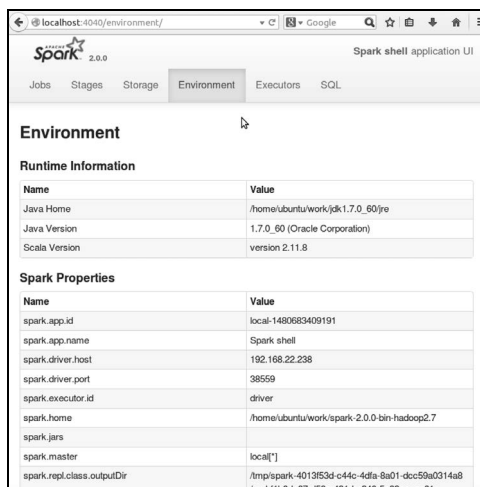 localhost:4040/environment/
Google
APACHE
Spark 2.0.0
Spark shell application UI
Jobs Stages Storage Environment Executors SQL
Environment
Runtime Information
Name Value
Java Home /home/ubuntu/work/jdk1.7.0_60/jre
Java Version 1.7.0_60 (Oracle Corporation)
Scala Version version 2.11.8
Spark Properties
Name Value
spark.app.id local-1480683409191
spark.app.name Spark shell
spark.driver.host 192.168.22.238
spark.driver.port 38559
spark.executor.id driver
spark.home /home/ubuntu/work/spark-2.0.0-bin-hadoop2.7
spark.jars
spark.master local[*]
spark.repl.class.outputDir /tmp/spark-4013f53d-c44c-4dfa-8a01-dcc59a0314a8